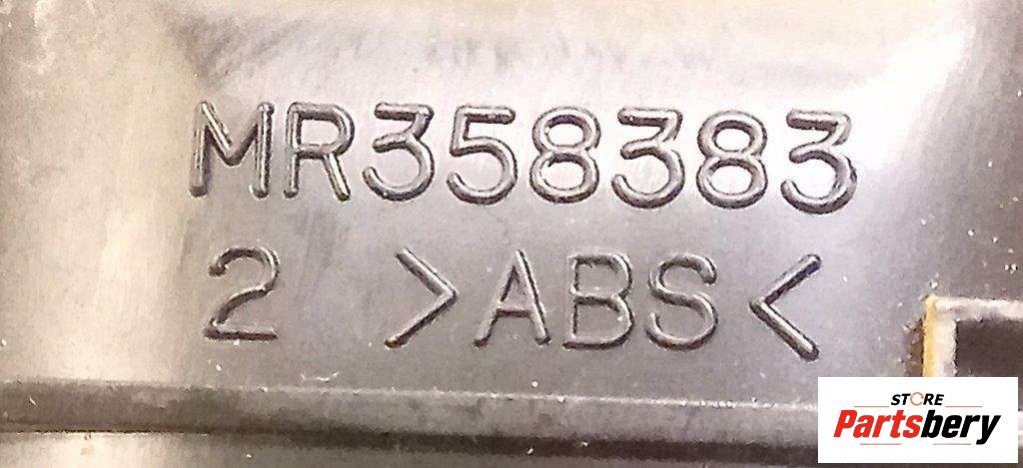 MR358383
2 >ABS<
STORE
Partsbery